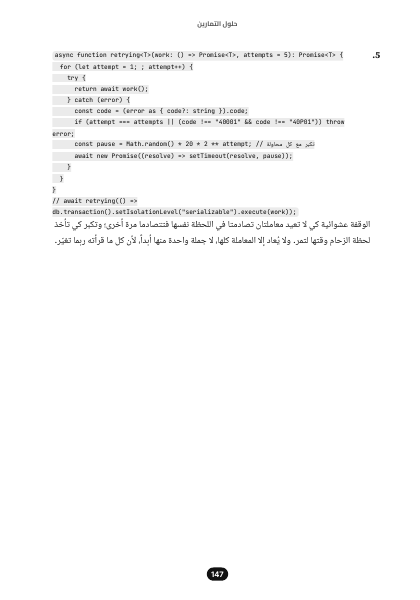 حلول التمارين
5.
async function retrying<T>(work: () => Promise<T>, attempts = 5): Promise<T> {
for (let attempt = 1; ; attempt++) {
try {
return await work();
} catch (error) {
const code = (error as { code?: string }).code;
if (attempt === attempts || (code !== "40001" && code !== "40P01")) throw
error;
const pause = Math.random() * 20 * 2 ** attempt; // تكبر مع كل محاولة
await new Promise((resolve) => setTimeout(resolve, pause));
}
}
}
// await retrying(() =>
db.transaction().setIsolationLevel("serializable").execute(work));
الوقفة عشوائية كي لا تعيد معاملتان تصادمتا في اللحظة نفسها فتتصادما مرة أخرى؛ وتكبر كي تأخذ
لحظة الزحام وقتها لتمر. ولا يُعاد إلا المعاملة كلها، لا جملة واحدة منها أبداً، لأن كل ما قرأته ربما تغيّر.
147